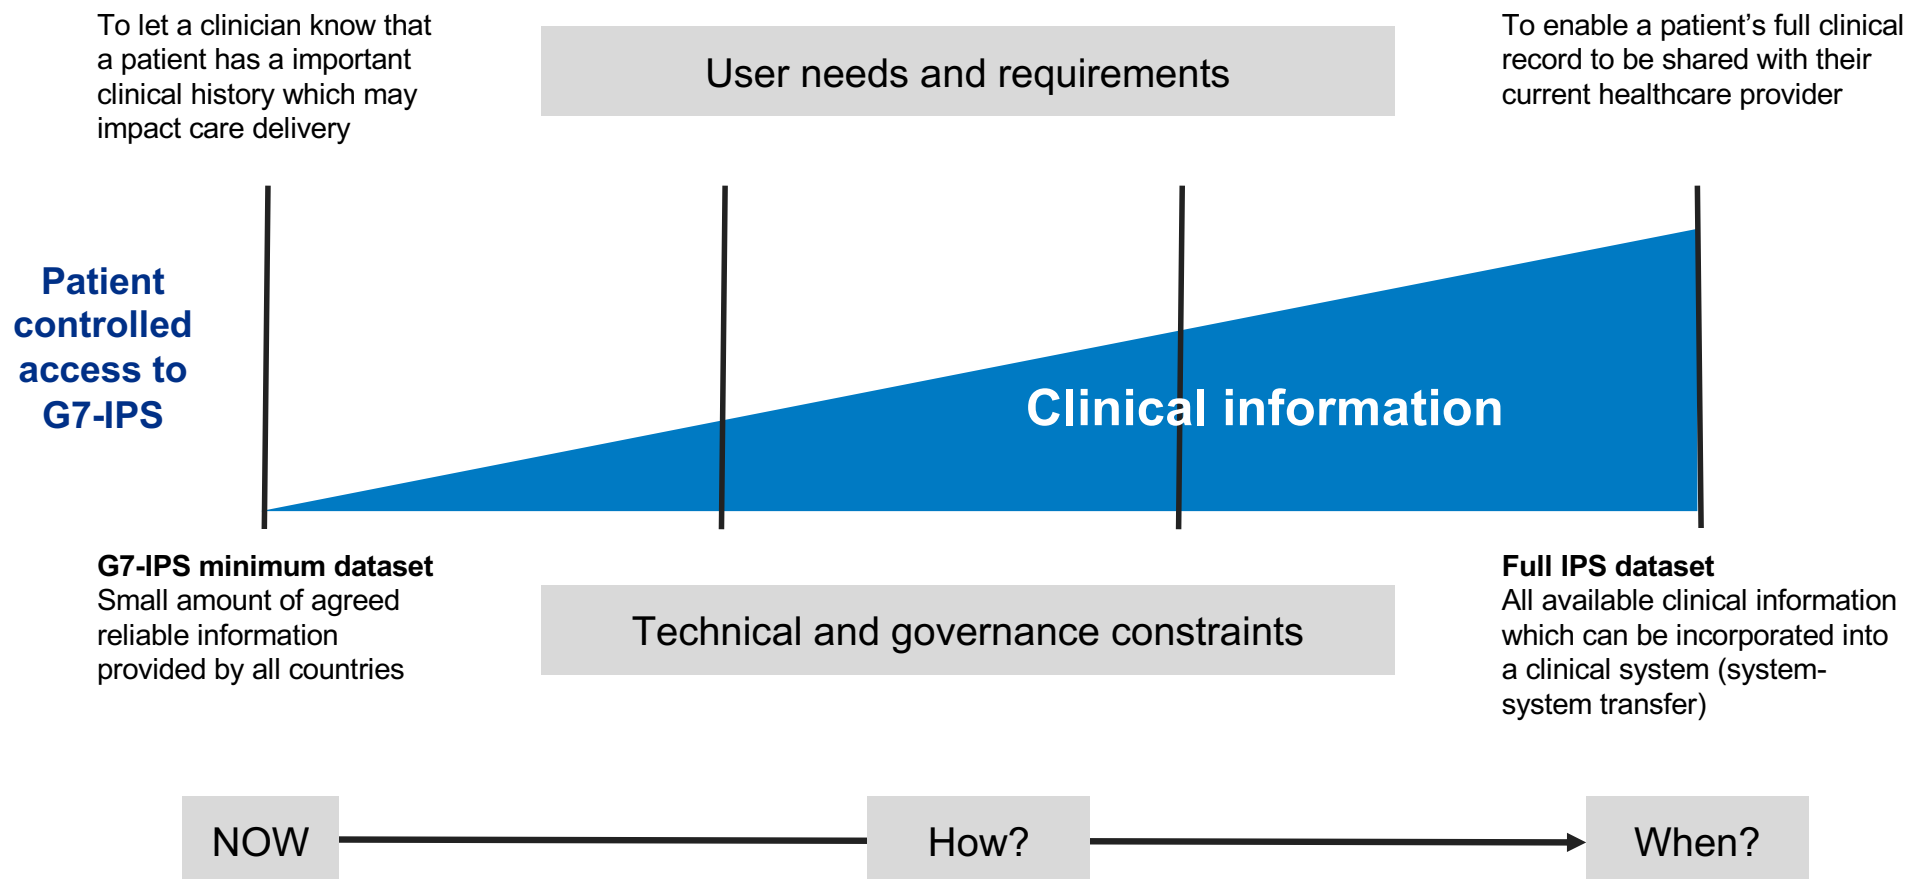 To let a clinician know that
a patient has a important
clinical history which may
impact care delivery
User needs and requirements
To enable a patient’s full clinical
record to be shared with their
current healthcare provider
Patient
controlled
access to
G7-IPS
Clinical information
G7-IPS minimum dataset
Small amount of agreed
reliable information
provided by all countries
Technical and governance constraints
Full IPS dataset
All available clinical information
which can be incorporated into
a clinical system (system-
system transfer)
NOW
How?
When?